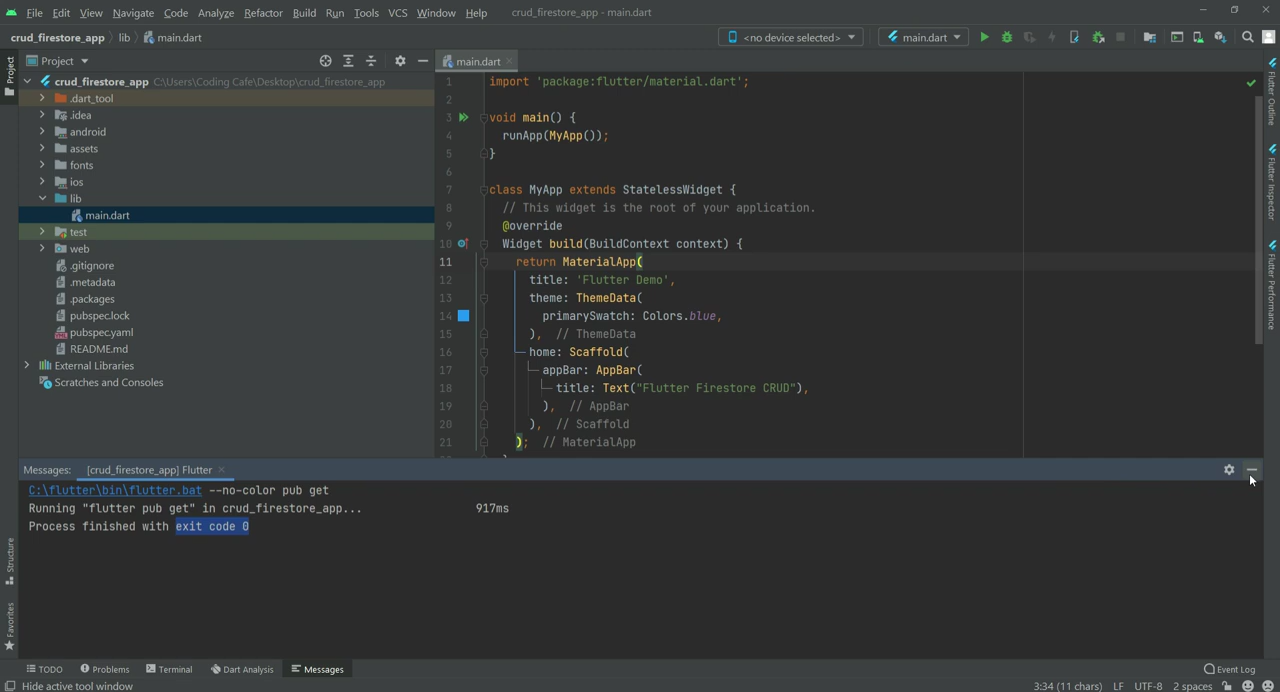 File Edit View Navigate Code Analyze Refactor Build Run Tools VCS Window Help crud_firestore_app - main.dart
crud_firestore_app lib main.dart <no device selected> main.dart
Project main.dart
Project
crud_firestore_app C:\Users\Coding Cafe\Desktop\crud_firestore_app
.dart_tool
.idea
android
assets
fonts
ios
lib
main.dart
test
web
.gitignore
.metadata
.packages
pubspec.lock
pubspec.yaml
README.md
External Libraries
Scratches and Consoles
1 import 'package:flutter/material.dart';
2
3 void main() {
4 runApp(MyApp());
5 }
6
7 class MyApp extends StatelessWidget {
8 // This widget is the root of your application.
9 @override
10 Widget build(BuildContext context) {
11 return MaterialApp(
12 title: 'Flutter Demo',
13 theme: ThemeData(
14 primarySwatch: Colors.blue,
15 ), // ThemeData
16 home: Scaffold(
17 appBar: AppBar(
18 title: Text("Flutter Firestore CRUD"),
19 ), // AppBar
20 ), // Scaffold
21 ); // MaterialApp
Flutter Outline
Flutter Inspector
Flutter Performance
Messages: [crud_firestore_app] Flutter
C:\flutter\bin\flutter.bat --no-color pub get
Running "flutter pub get" in crud_firestore_app... 917ms
Process finished with exit code 0
Structure
Favorites
TODO Problems Terminal Dart Analysis Messages Event Log
Hide active tool window 3:34 (11 chars) LF UTF-8 2 spaces